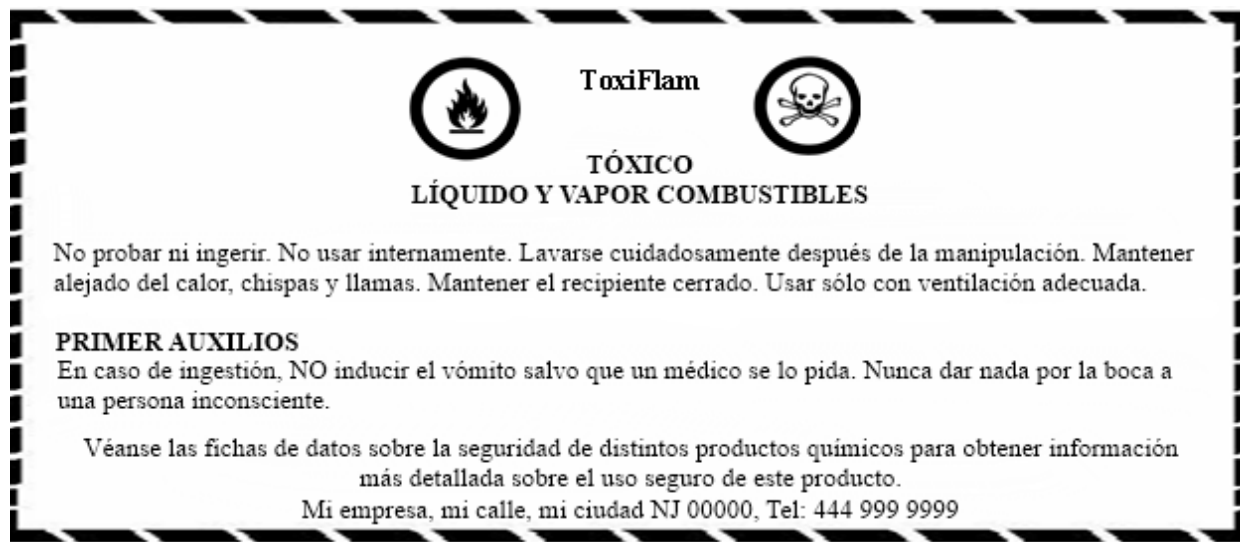 ToxiFlam
TÓXICO
LÍQUIDO Y VAPOR COMBUSTIBLES
No probar ni ingerir. No usar internamente. Lavarse cuidadosamente después de la manipulación. Mantener
alejado del calor, chispas y llamas. Mantener el recipiente cerrado. Usar sólo con ventilación adecuada.
PRIMER AUXILIOS
En caso de ingestión, NO inducir el vómito salvo que un médico se lo pida. Nunca dar nada por la boca a
una persona inconsciente.
Véanse las fichas de datos sobre la seguridad de distintos productos químicos para obtener información
más detallada sobre el uso seguro de este producto.
Mi empresa, mi calle, mi ciudad NJ 00000, Tel: 444 999 9999